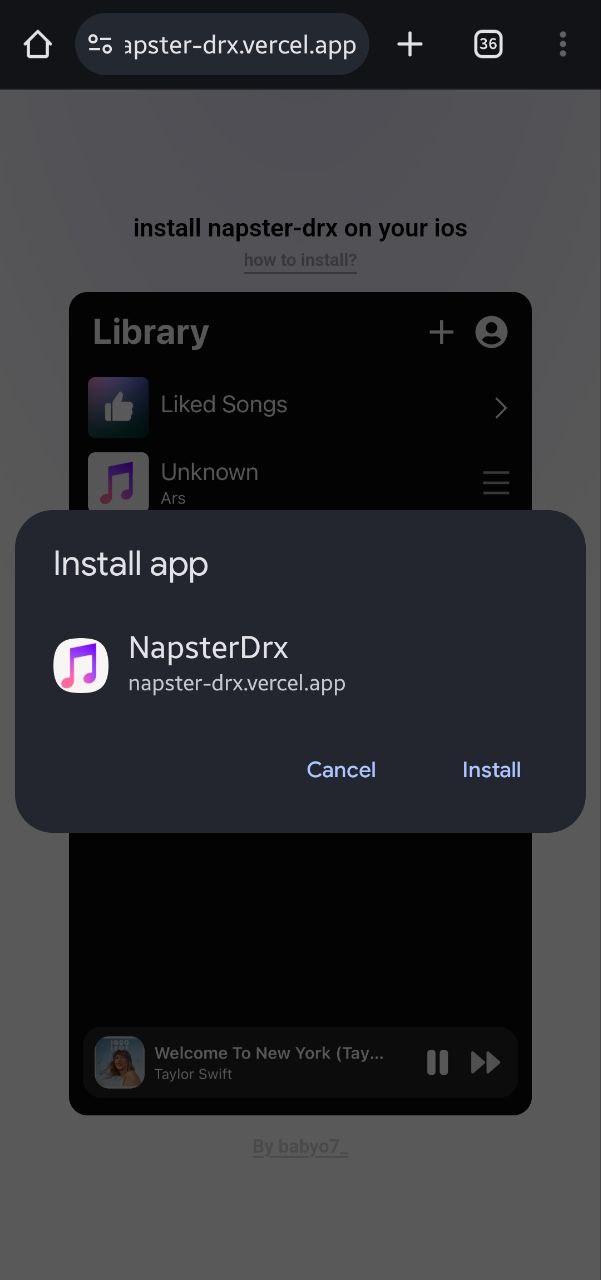 apster-drx.vercel.app
36
install napster-drx on your ios
how to install?
Library
Liked Songs
Unknown
Ars
Install app
NapsterDrx
napster-drx.vercel.app
Cancel
Install
Welcome To New York (Tay...
Taylor Swift
By babyo7_